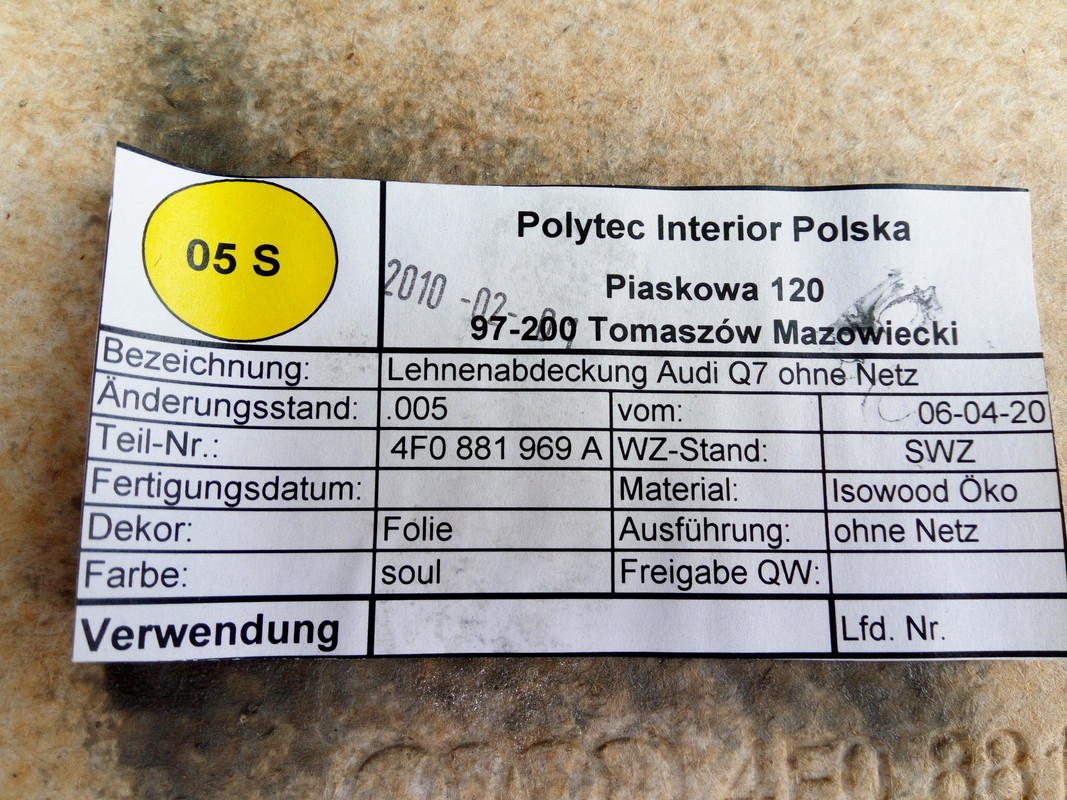 05 S
Polytec Interior Polska
Piaskowa 120
2010 -02-
97-200 Tomaszów Mazowiecki
Bezeichnung: Lehnenabdeckung Audi Q7 ohne Netz
Änderungsstand: .005 vom: 06-04-20
Teil-Nr.: 4F0 881 969 A WZ-Stand: SWZ
Fertigungsdatum: Material: Isowood Öko
Dekor: Folie Ausführung: ohne Netz
Farbe: soul Freigabe QW:
Verwendung Lfd. Nr.
4F0 881